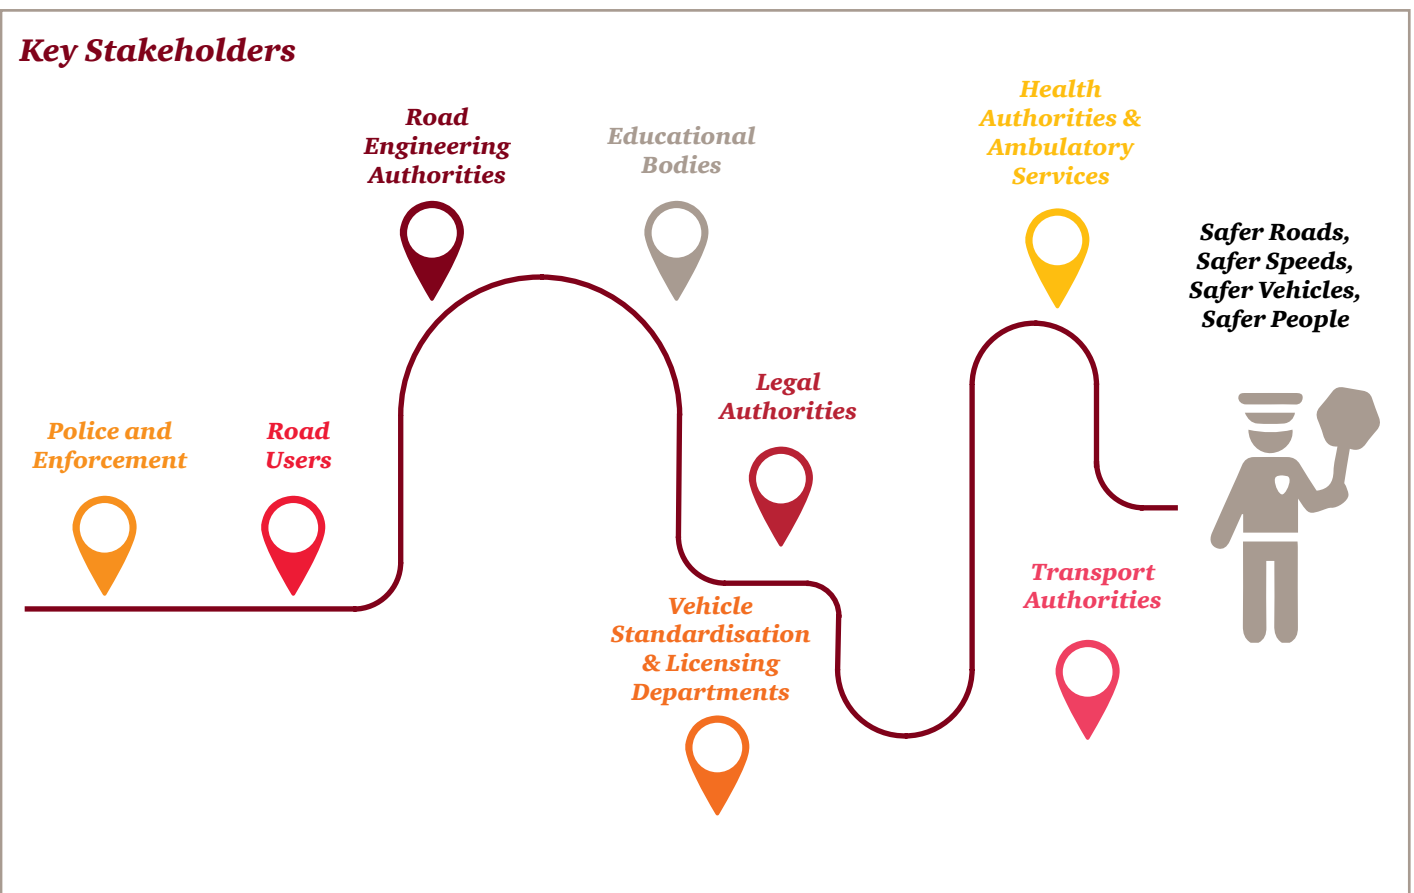 Key Stakeholders
Road
Engineering
Authorities
Educational
Bodies
Health
Authorities &
Ambulatory
Services
Safer Roads,
Safer Speeds,
Safer Vehicles,
Safer People
Police and
Enforcement
Road
Users
Legal
Authorities
Vehicle
Standardisation
& Licensing
Departments
Transport
Authorities